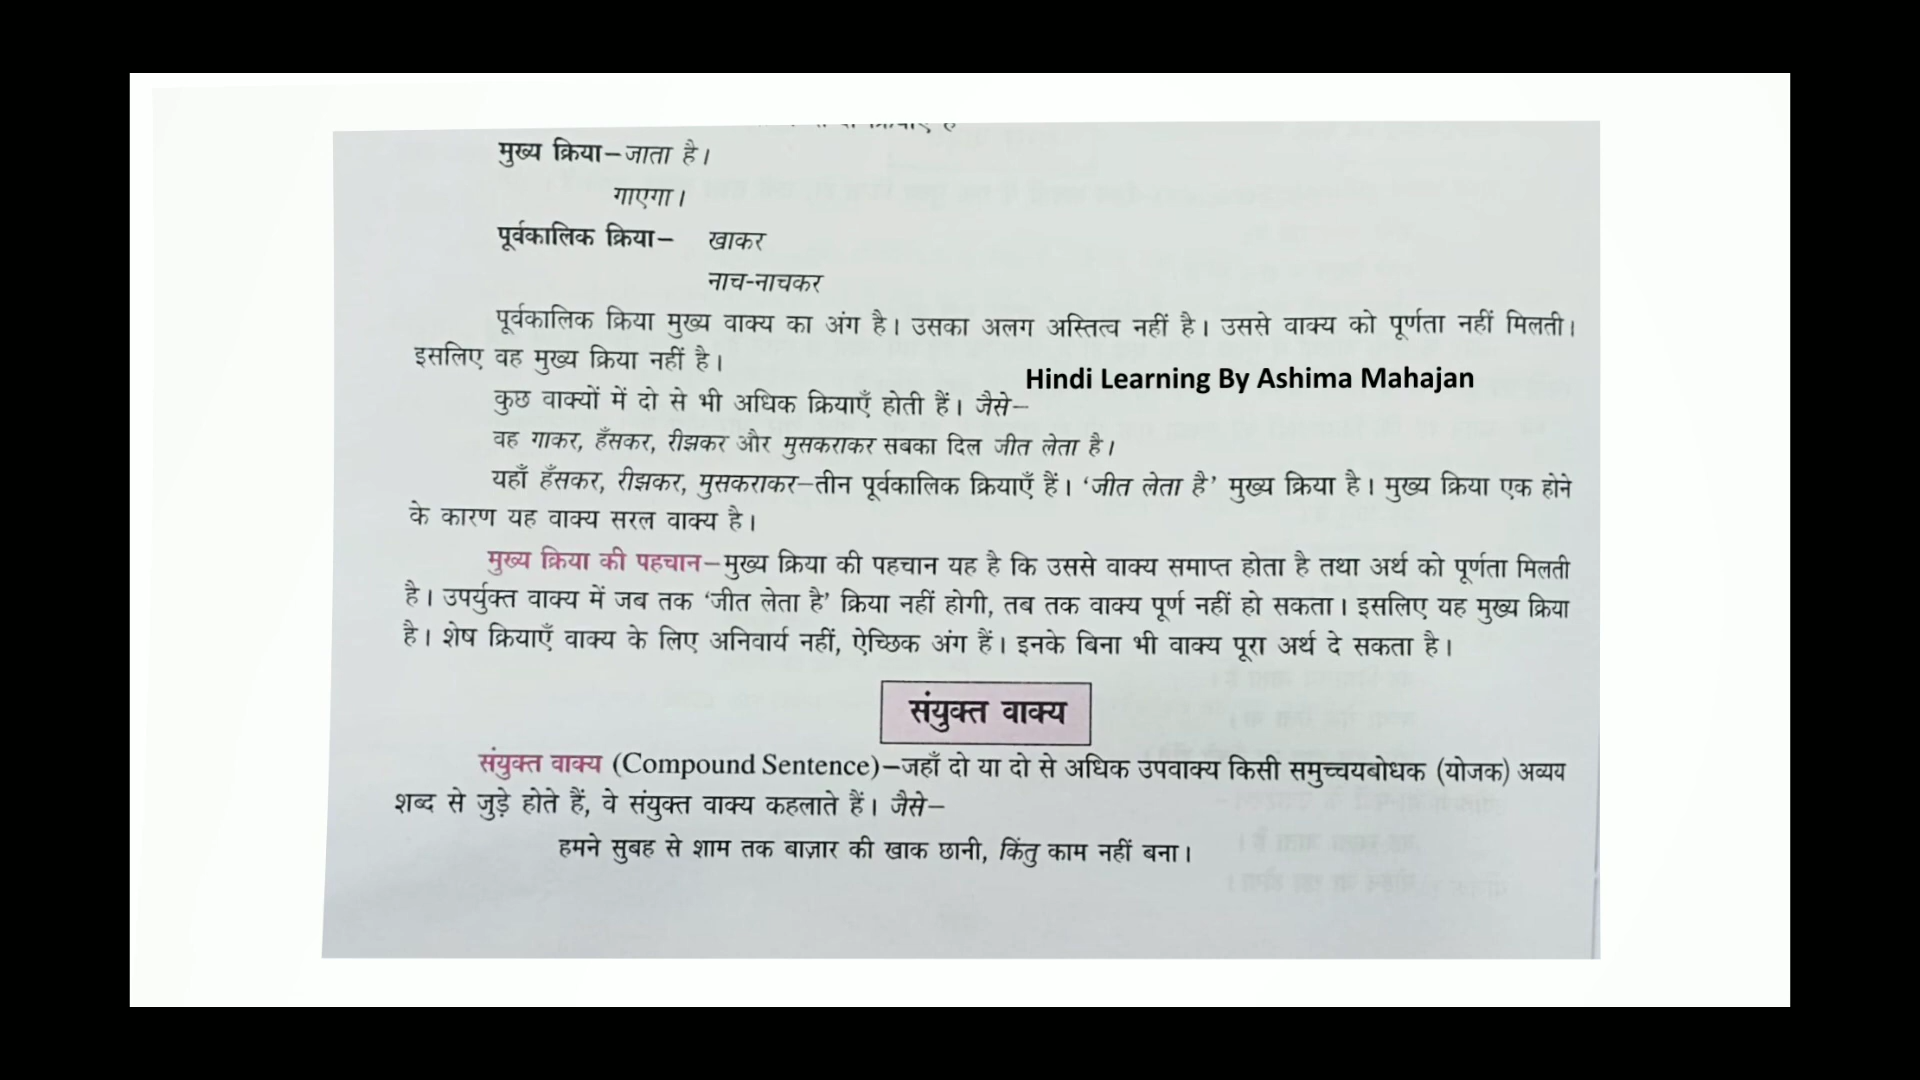 मुख्य क्रिया–जाता है।
गाएगा।
पूर्वकालिक क्रिया– खाकर
नाच-नाचकर
पूर्वकालिक क्रिया मुख्य वाक्य का अंग है। उसका अलग अस्तित्व नहीं है। उससे वाक्य को पूर्णता नहीं मिलती।
इसलिए वह मुख्य क्रिया नहीं है।
Hindi Learning By Ashima Mahajan
कुछ वाक्यों में दो से भी अधिक क्रियाएँ होती हैं। जैसे–
वह गाकर, हँसकर, रीझकर और मुसकराकर सबका दिल जीत लेता है।
यहाँ हँसकर, रीझकर, मुसकराकर–तीन पूर्वकालिक क्रियाएँ हैं। ‘जीत लेता है’ मुख्य क्रिया है। मुख्य क्रिया एक होने
के कारण यह वाक्य सरल वाक्य है।
मुख्य क्रिया की पहचान–मुख्य क्रिया की पहचान यह है कि उससे वाक्य समाप्त होता है तथा अर्थ को पूर्णता मिलती
है। उपर्युक्त वाक्य में जब तक ‘जीत लेता है’ क्रिया नहीं होगी, तब तक वाक्य पूर्ण नहीं हो सकता। इसलिए यह मुख्य क्रिया
है। शेष क्रियाएँ वाक्य के लिए अनिवार्य नहीं, ऐच्छिक अंग हैं। इनके बिना भी वाक्य पूरा अर्थ दे सकता है।
संयुक्त वाक्य
संयुक्त वाक्य (Compound Sentence)–जहाँ दो या दो से अधिक उपवाक्य किसी समुच्चयबोधक (योजक) अव्यय
शब्द से जुड़े होते हैं, वे संयुक्त वाक्य कहलाते हैं। जैसे–
हमने सुबह से शाम तक बाज़ार की खाक छानी, किंतु काम नहीं बना।